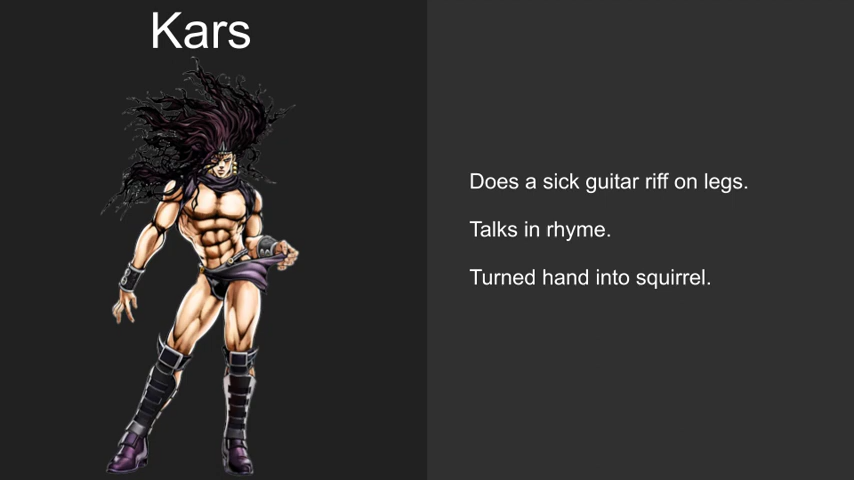 Kars
Does a sick guitar riff on legs.
Talks in rhyme.
Turned hand into squirrel.